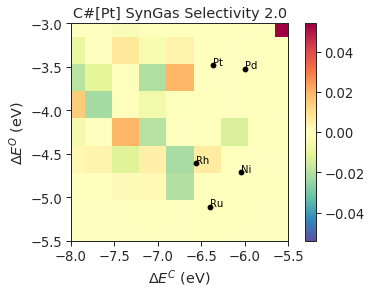 C#[Pt] SynGas Selectivity 2.0
−3.0
−3.5
−4.0
−4.5
−5.0
−5.5
ΔE^O (eV)
Pt
Pd
Rh
Ni
Ru
−8.0 −7.5 −7.0 −6.5 −6.0 −5.5
ΔE^C (eV)
0.04
0.02
0.00
−0.02
−0.04